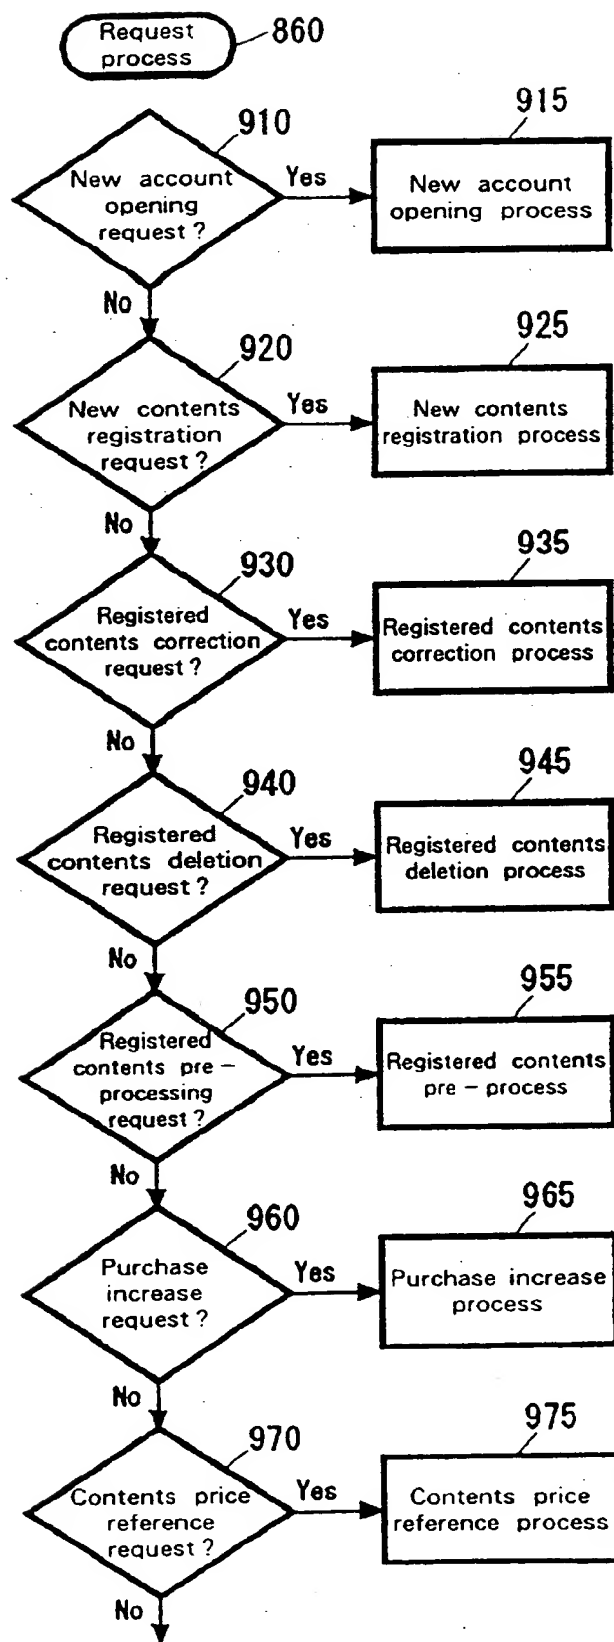 Request
process
860
910
New account
opening
request ?
Yes
915
New account
opening process
No
920
New contents
registration
request ?
Yes
925
New contents
registration process
No
930
Registered
contents correction
request ?
Yes
935
Registered contents
correction process
No
940
Registered
contents deletion
request ?
Yes
945
Registered contents
deletion process
No
950
Registered
contents pre -
processing
request ?
Yes
955
Registered contents
pre - process
No
960
Purchase
increase
request ?
Yes
965
Purchase increase
process
No
970
Contents price
reference
request ?
Yes
975
Contents price
reference process
No